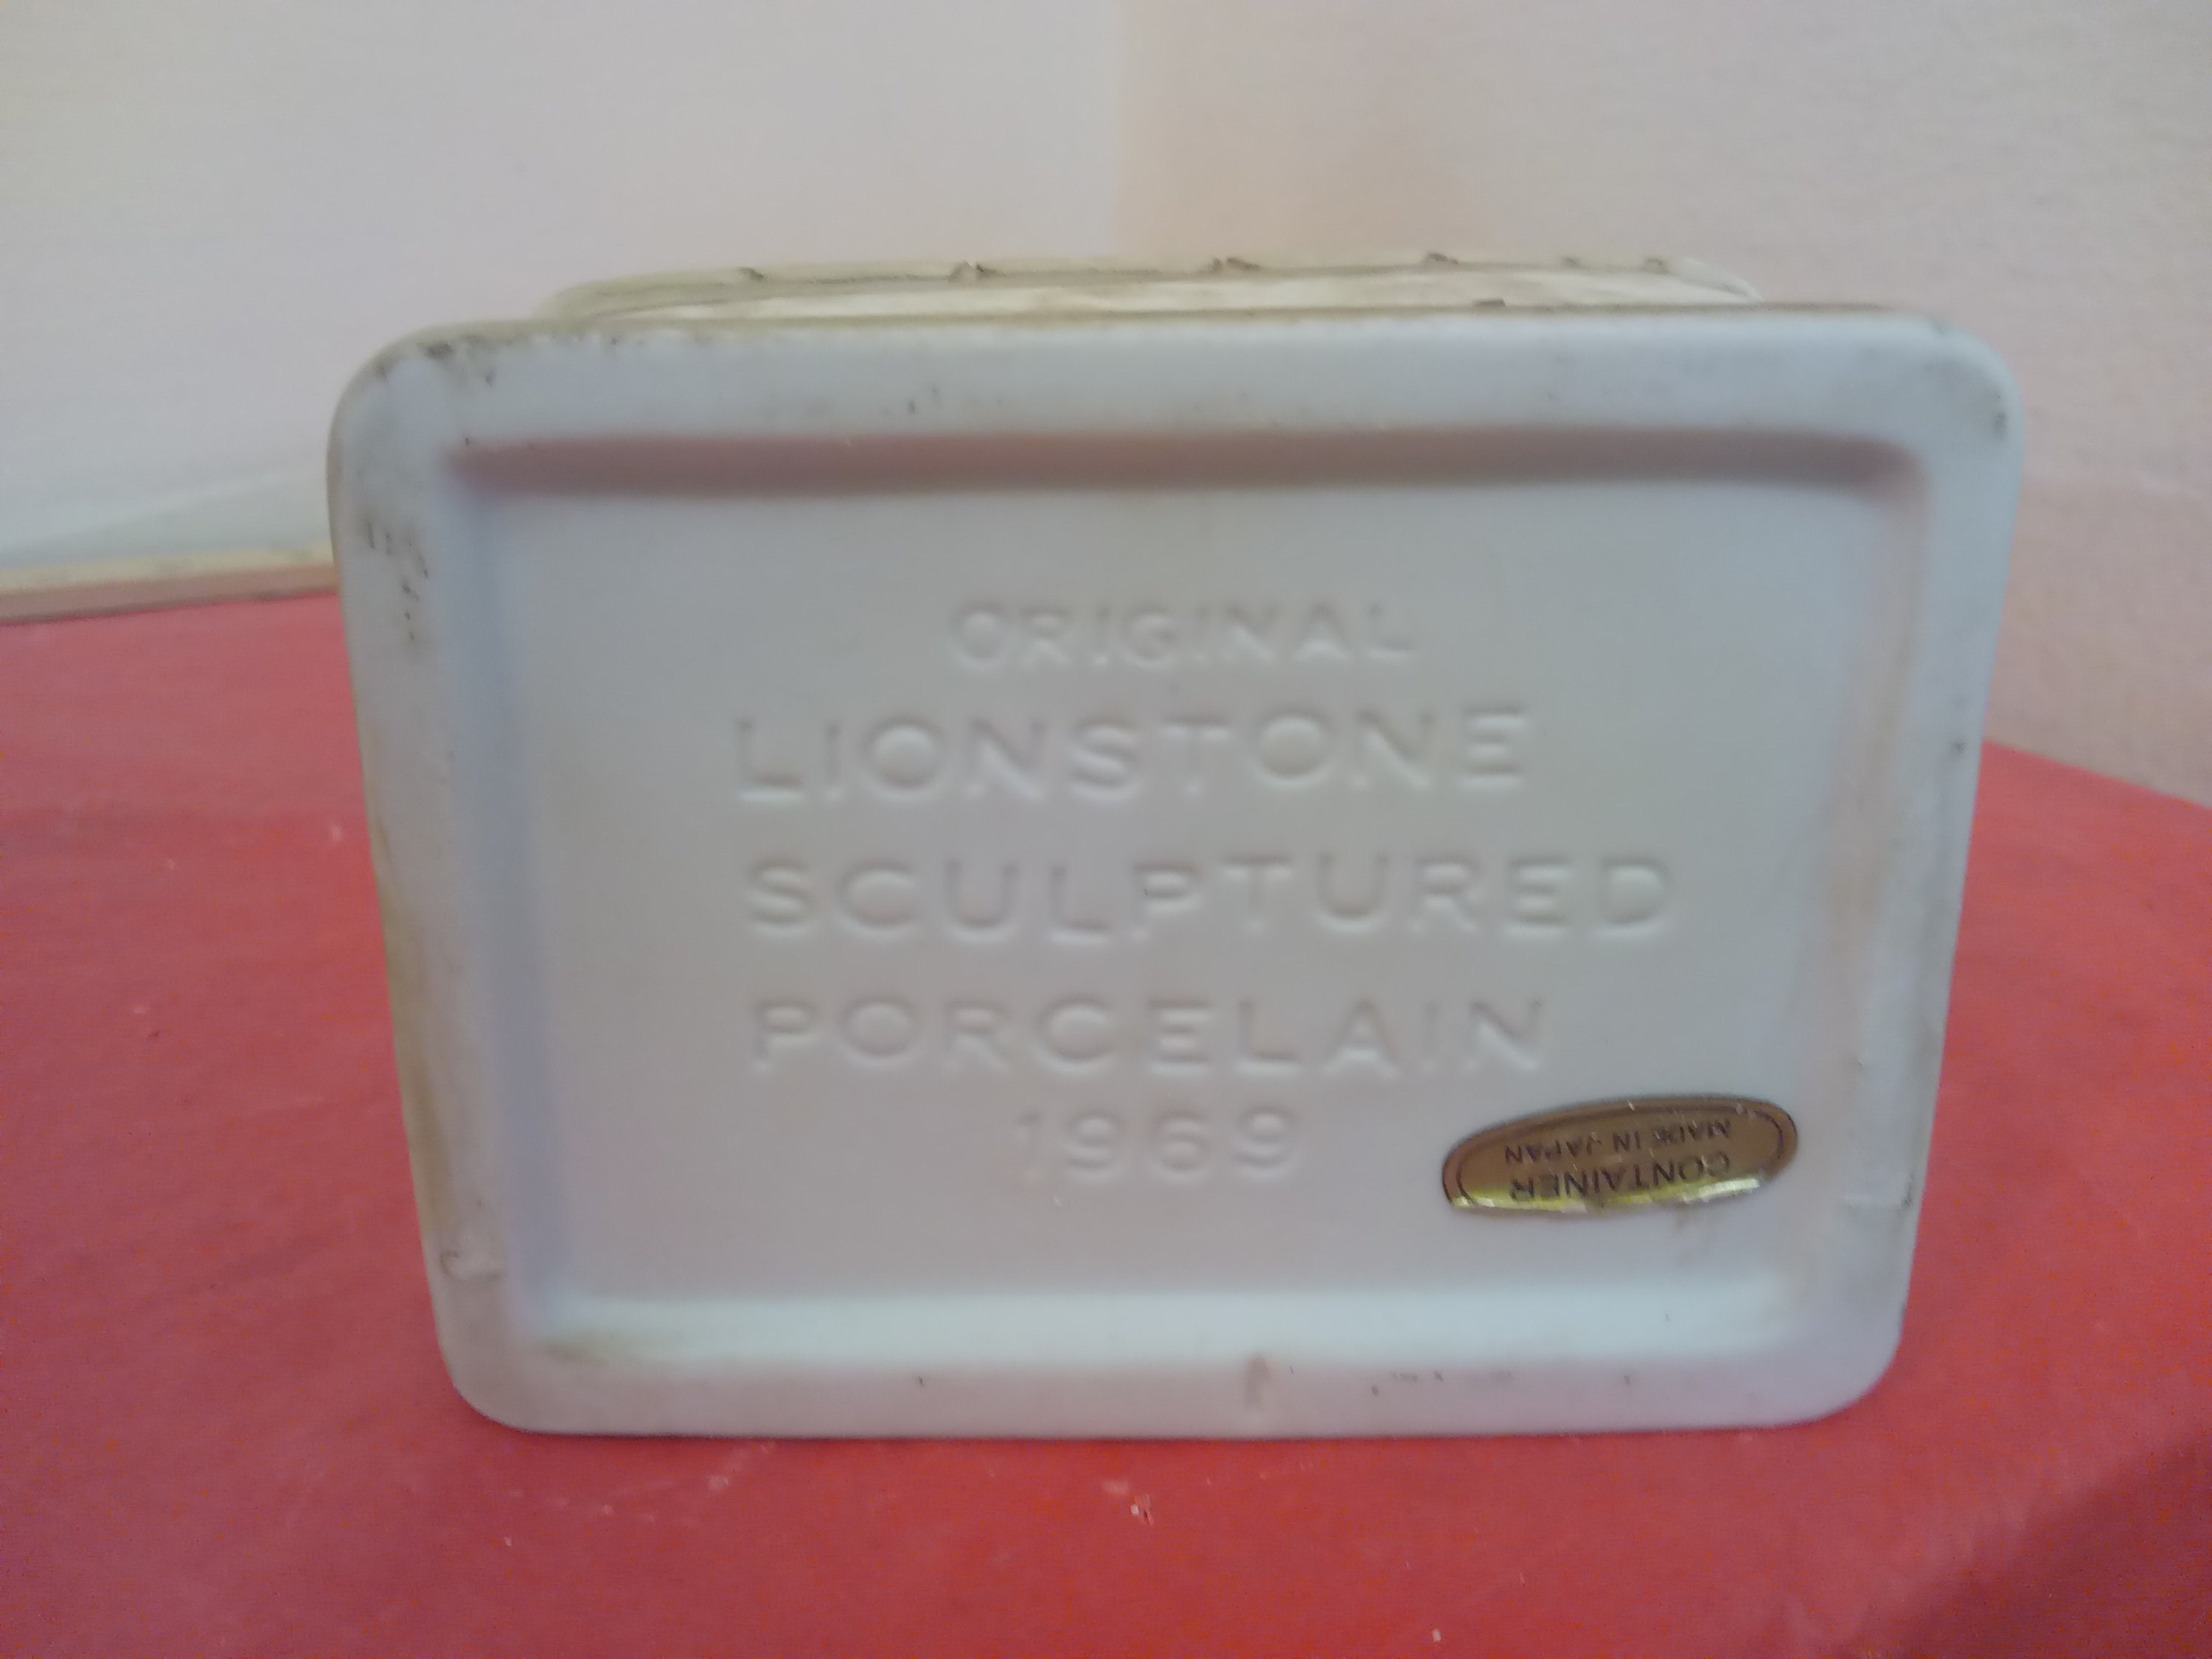 ORIGINAL
LIONSTONE
SCULPTURED
PORCELAIN
1969
CONTAINER
MADE IN JAPAN